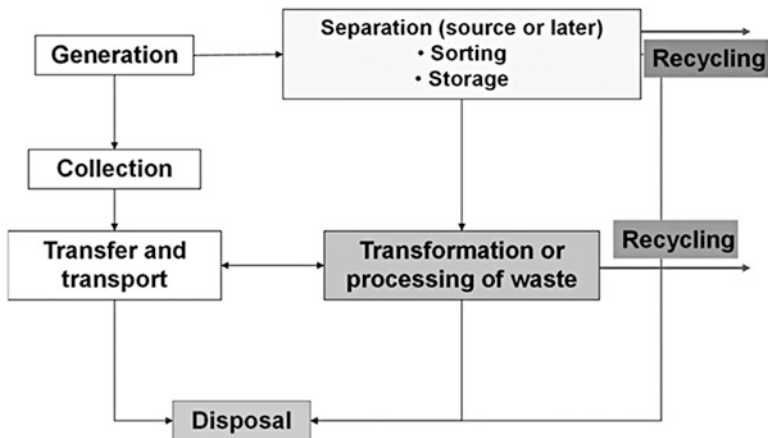 Separation (source or later)
• Sorting
• Storage
Generation
Recycling
Collection
Transfer and
transport
Transformation or
processing of waste
Recycling
Disposal